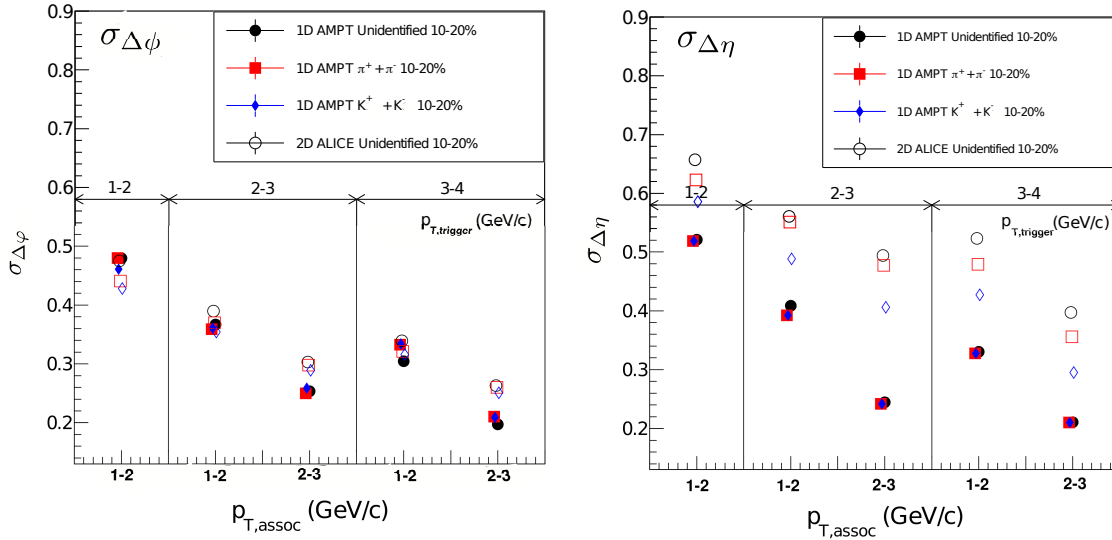 σΔψ
1D AMPT Unidentified 10-20%
1D AMPT π⁺+π⁻ 10-20%
1D AMPT K⁺ +K⁻ 10-20%
2D ALICE Unidentified 10-20%
0.9
0.8
0.7
0.6
0.5
0.4
0.3
0.2
σΔφ
1-2
2-3
3-4
pT,trigger (GeV/c)
1-2
1-2
2-3
1-2
2-3
pT,assoc (GeV/c)
σΔη
1D AMPT Unidentified 10-20%
1D AMPT π⁺+π⁻ 10-20%
1D AMPT K⁺ +K⁻ 10-20%
2D ALICE Unidentified 10-20%
0.9
0.8
0.7
0.6
0.5
0.4
0.3
0.2
σΔη
1-2
2-3
3-4
pT,trigger (GeV/c)
1-2
1-2
2-3
1-2
2-3
pT,assoc (GeV/c)